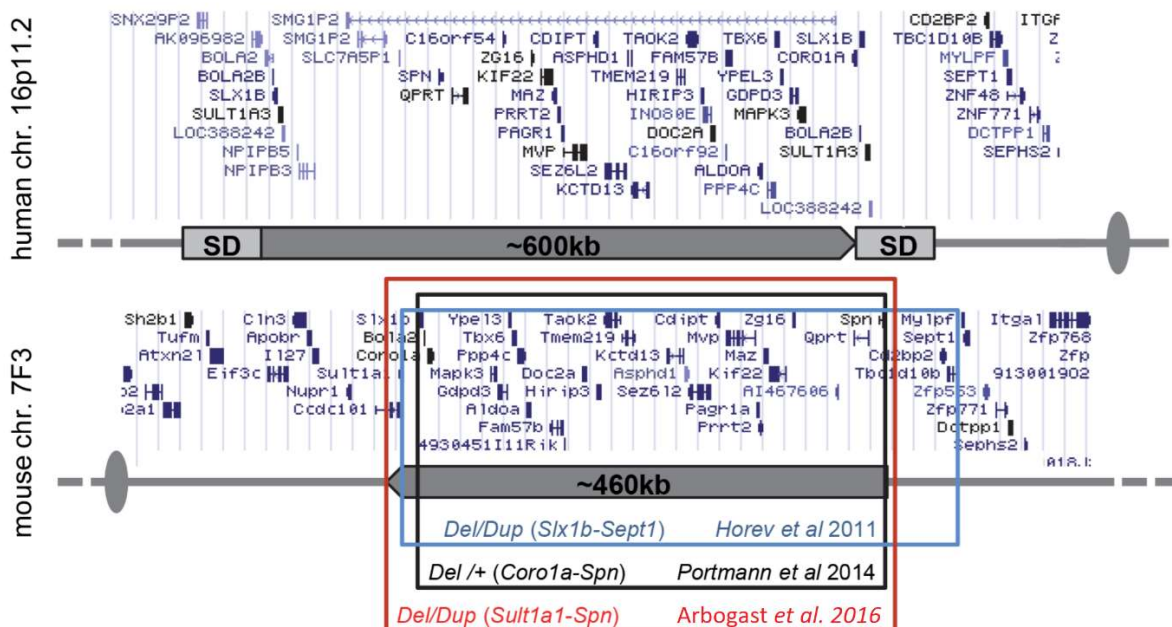 human chr. 16p11.2
SNX29P2 SMG1P2 CD2BP2 ITGA
AK096982 SMG1P2 C16orf54 CDIPT TAOK2 TBX6 SLX1B TBC1D10B Z
BOLA2 SLC7A5P1 ZG16 ASPHD1 FAM57B CORO1A MYLPF
BOLA2B SPN KIF22 TMEM219 YPEL3 SEPT1
SLX1B QPRT MAZ HIRIP3 GDPD3 ZNF48
SULT1A3 PRRT2 INO80E MAPK3 ZNF771
LOC388242 PAGR1 DOC2A BOLA2B DCTPP1
NPIPB5 MVP C16orf92 SULT1A3 SEPHS2
NPIPB3 SEZ6L2 ALDOA
KCTD13 PPP4C
LOC388242
SD ~600kb SD
mouse chr. 7F3
Sh2b1 Cln3 Slx1b Ypel3 Taok2 Cdipt Zg16 Spn Mylpf Itgal
Tufm Apobr Bola2 Tbx6 Tmem219 Mvp Qprt Sept1 Zfp768
Atxn2l Il27 Coro1a Ppp4c Kctd13 Maz Cd2bp2 Zfp
Eif3c Sult1a1 Mapk3 Doc2a Asphd1 Kif22 Tbc1d10b 9130019O2
b2 Nupr1 Gdpd3 Hirip3 Sez6l2 AI467606 Zfp553
b2a1 Ccdc101 Aldoa Pagr1a Zfp771
Fam57b Prrt2 Dctpp1
4930451I11Rik Sephs2
~460kb
Del/Dup (Slx1b-Sept1) Horev et al 2011
Del /+ (Coro1a-Spn) Portmann et al 2014
Del/Dup (Sult1a1-Spn) Arbogast et al. 2016